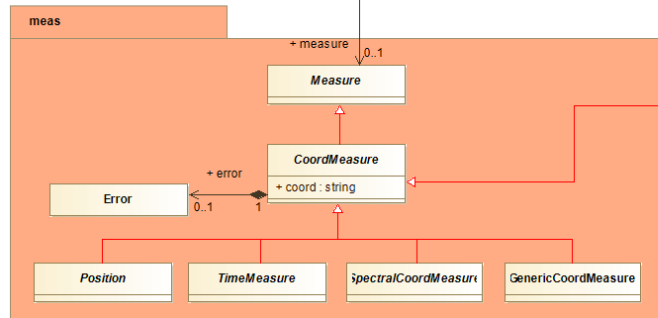 meas
+ measure
0..1
Measure
CoordMeasure
+ coord : string
+ error
0..1
1
Error
Position
TimeMeasure
SpectralCoordMeasure
GenericCoordMeasure